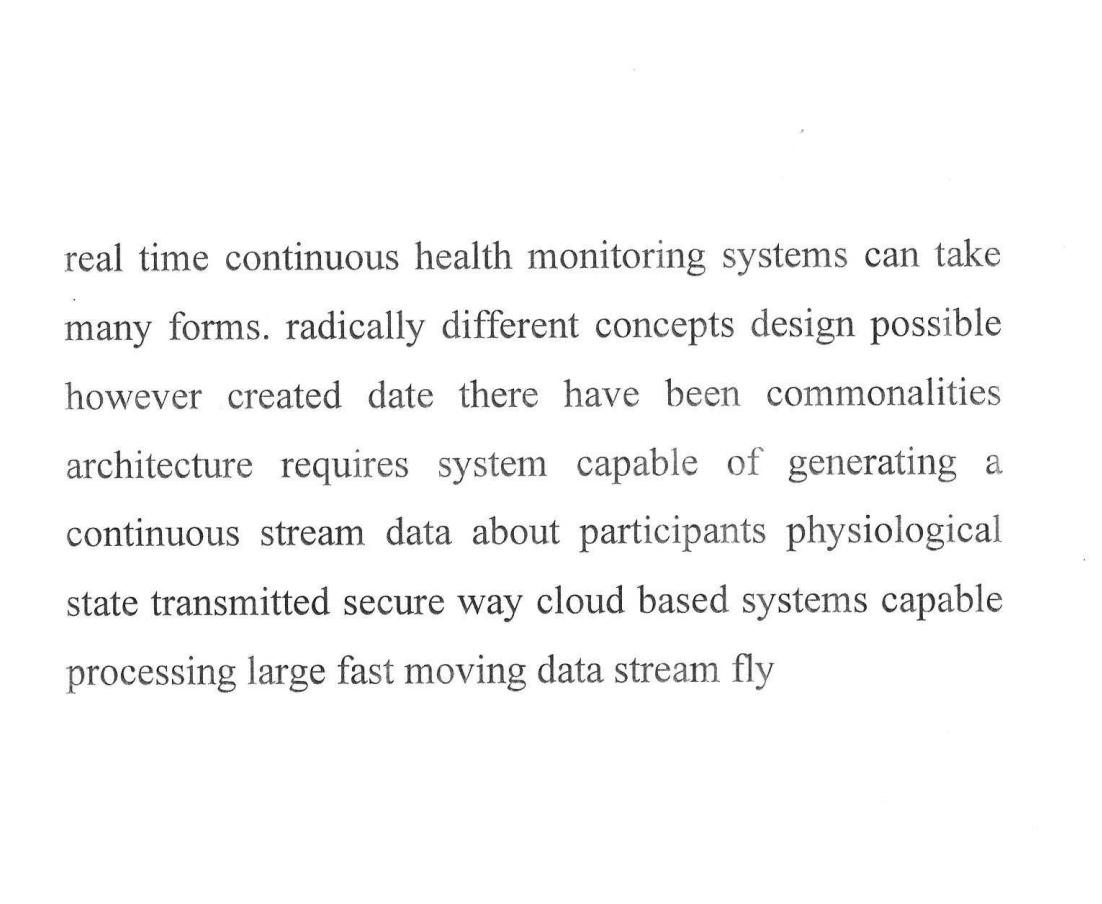 real time continuous health monitoring systems can take
many forms. radically different concepts design possible
however created date there have been commonalities
architecture requires system capable of generating a
continuous stream data about participants physiological
state transmitted secure way cloud based systems capable
processing large fast moving data stream fly